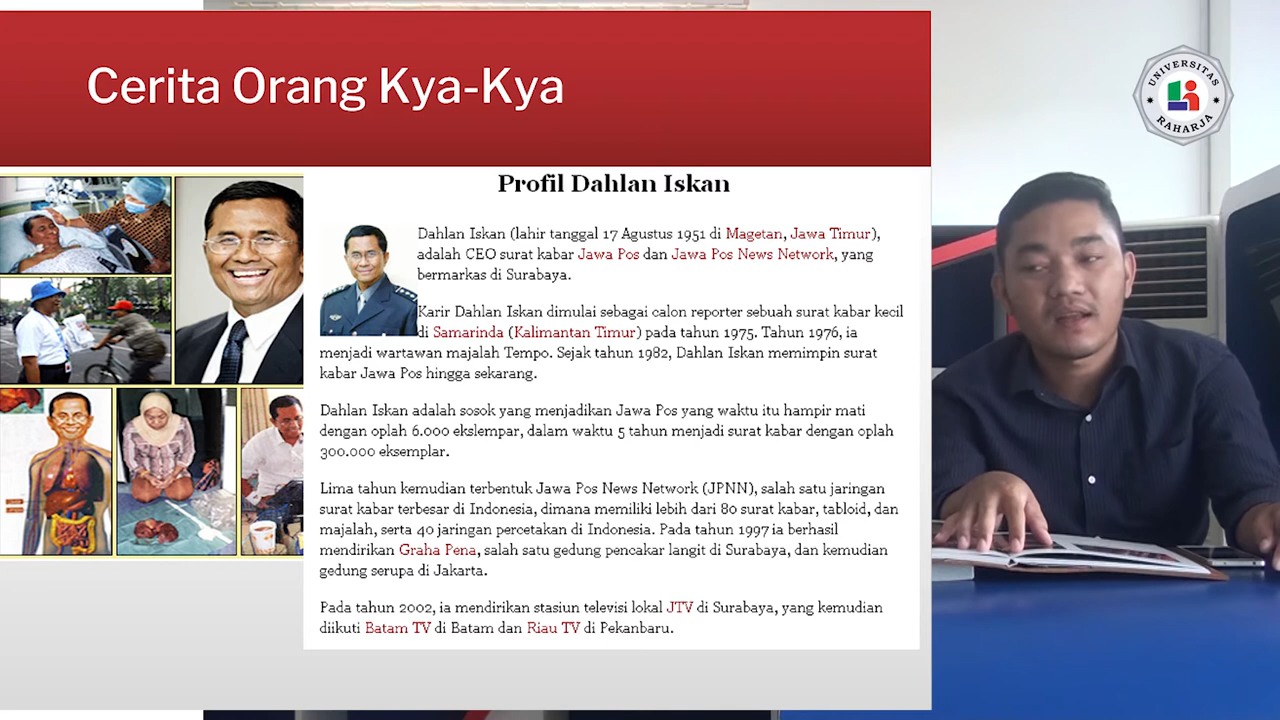 Cerita Orang Kya-Kya
UNIVERSITAS
RAHARJA
Profil Dahlan Iskan
Dahlan Iskan (lahir tanggal 17 Agustus 1951 di Magetan, Jawa Timur),
adalah CEO surat kabar Jawa Pos dan Jawa Pos News Network, yang
bermarkas di Surabaya.
Karir Dahlan Iskan dimulai sebagai calon reporter sebuah surat kabar kecil
di Samarinda (Kalimantan Timur) pada tahun 1975. Tahun 1976, ia
menjadi wartawan majalah Tempo. Sejak tahun 1982, Dahlan Iskan memimpin surat
kabar Jawa Pos hingga sekarang.
Dahlan Iskan adalah sosok yang menjadikan Jawa Pos yang waktu itu hampir mati
dengan oplah 6.000 ekslempar, dalam waktu 5 tahun menjadi surat kabar dengan oplah
300.000 eksemplar.
Lima tahun kemudian terbentuk Jawa Pos News Network (JPNN), salah satu jaringan
surat kabar terbesar di Indonesia, dimana memiliki lebih dari 80 surat kabar, tabloid, dan
majalah, serta 40 jaringan percetakan di Indonesia. Pada tahun 1997 ia berhasil
mendirikan Graha Pena, salah satu gedung pencakar langit di Surabaya, dan kemudian
gedung serupa di Jakarta.
Pada tahun 2002, ia mendirikan stasiun televisi lokal JTV di Surabaya, yang kemudian
diikuti Batam TV di Batam dan Riau TV di Pekanbaru.